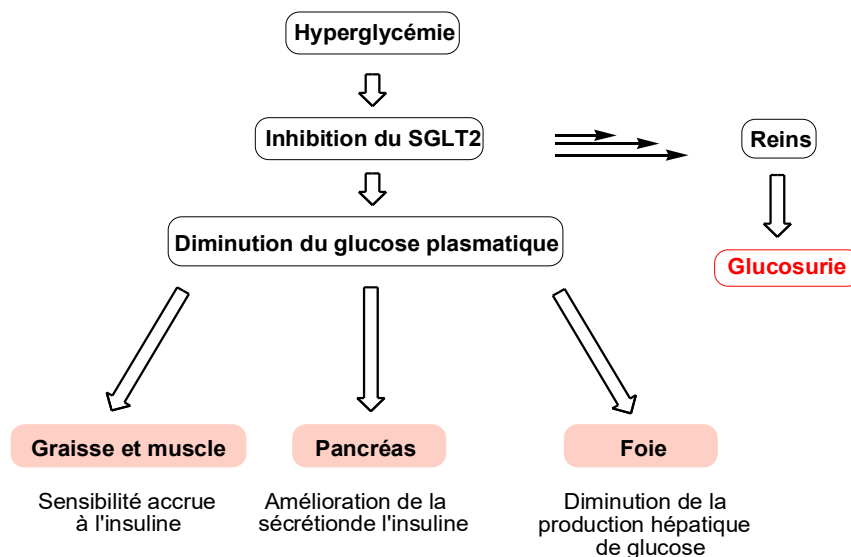 Hyperglycémie
Inhibition du SGLT2
Reins
Diminution du glucose plasmatique
Glucosurie
Graisse et muscle
Pancréas
Foie
Sensibilité accrue
à l'insuline
Amélioration de la
sécrétionde l'insuline
Diminution de la
production hépatique
de glucose